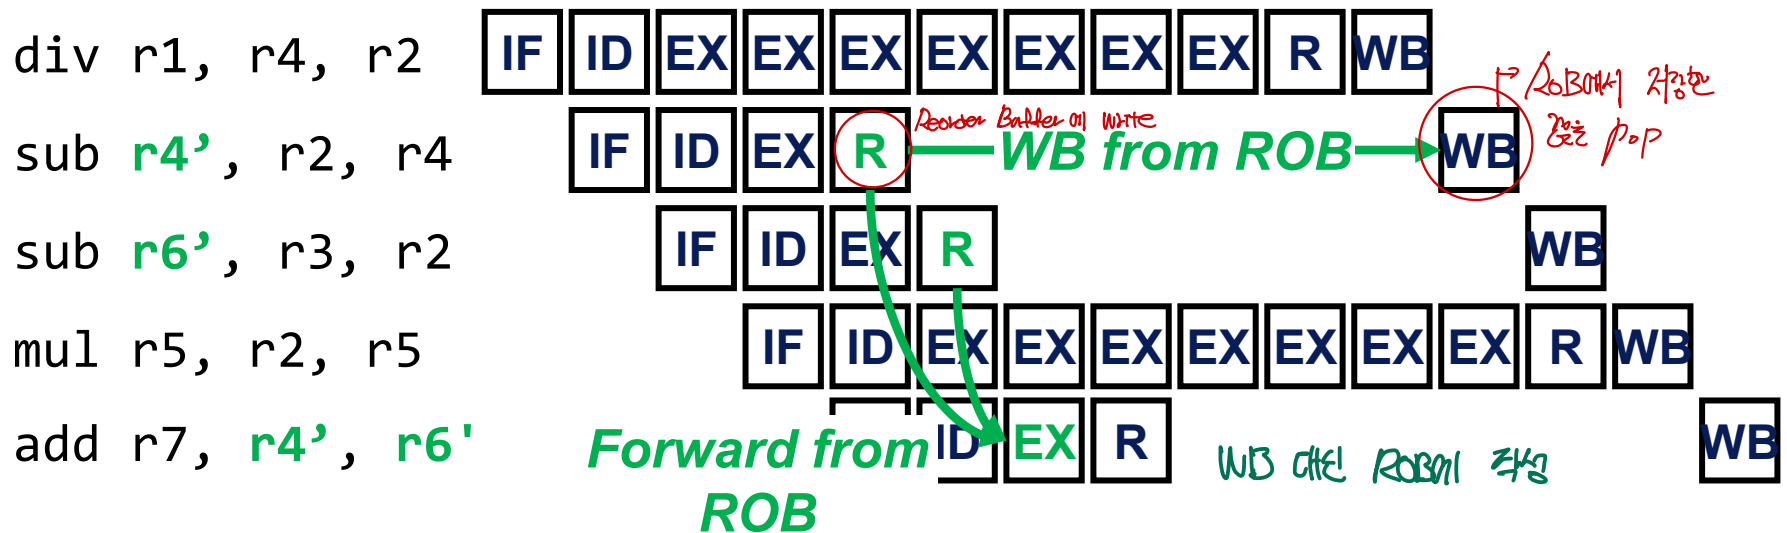 div r1, r4, r2 IF ID EX EX EX EX EX EX EX R WB
→ ROB에서 저장한
값을 pop
Reorder Buffer에 write
sub r4’, r2, r4 IF ID EX R WB from ROB WB
sub r6’, r3, r2 IF ID EX R WB
mul r5, r2, r5 IF ID EX EX EX EX EX EX EX R WB
add r7, r4’, r6' ID EX R WB
Forward from
ROB
WB 대신 ROB에 작성